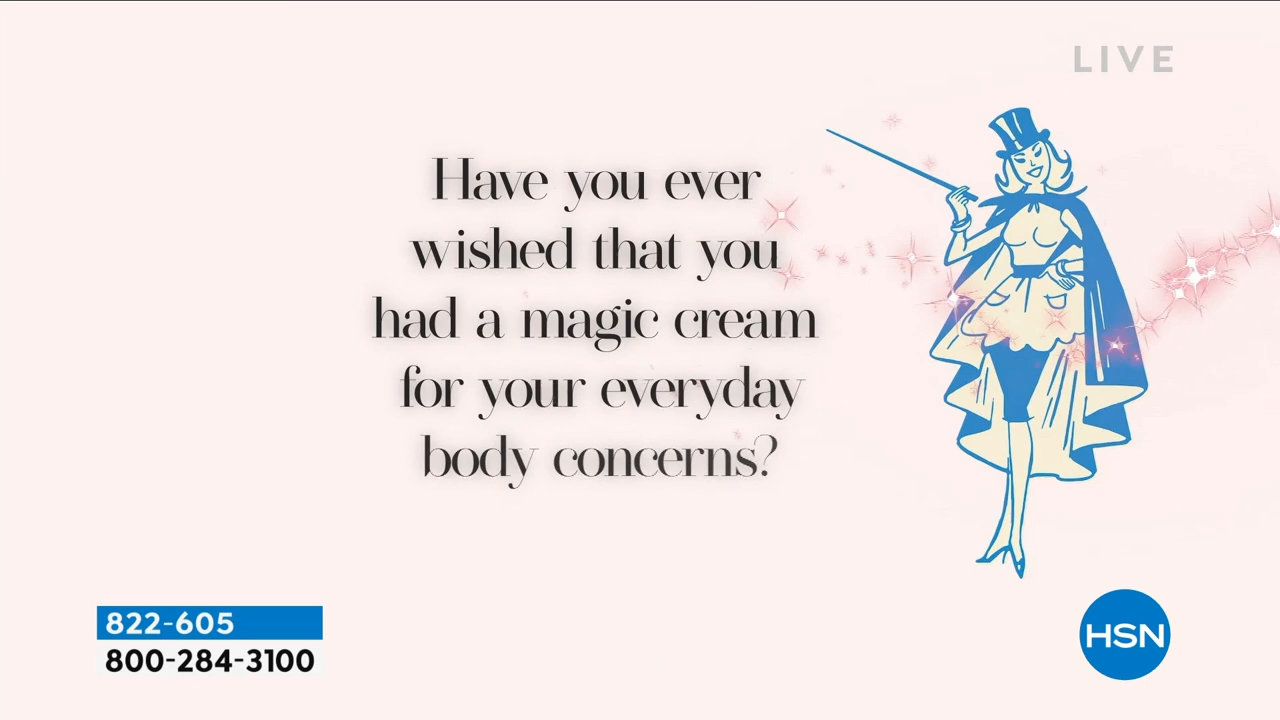 LIVE
Have you ever
wished that you
had a magic cream
for your everyday
body concerns?
822-605
800-284-3100
HSN